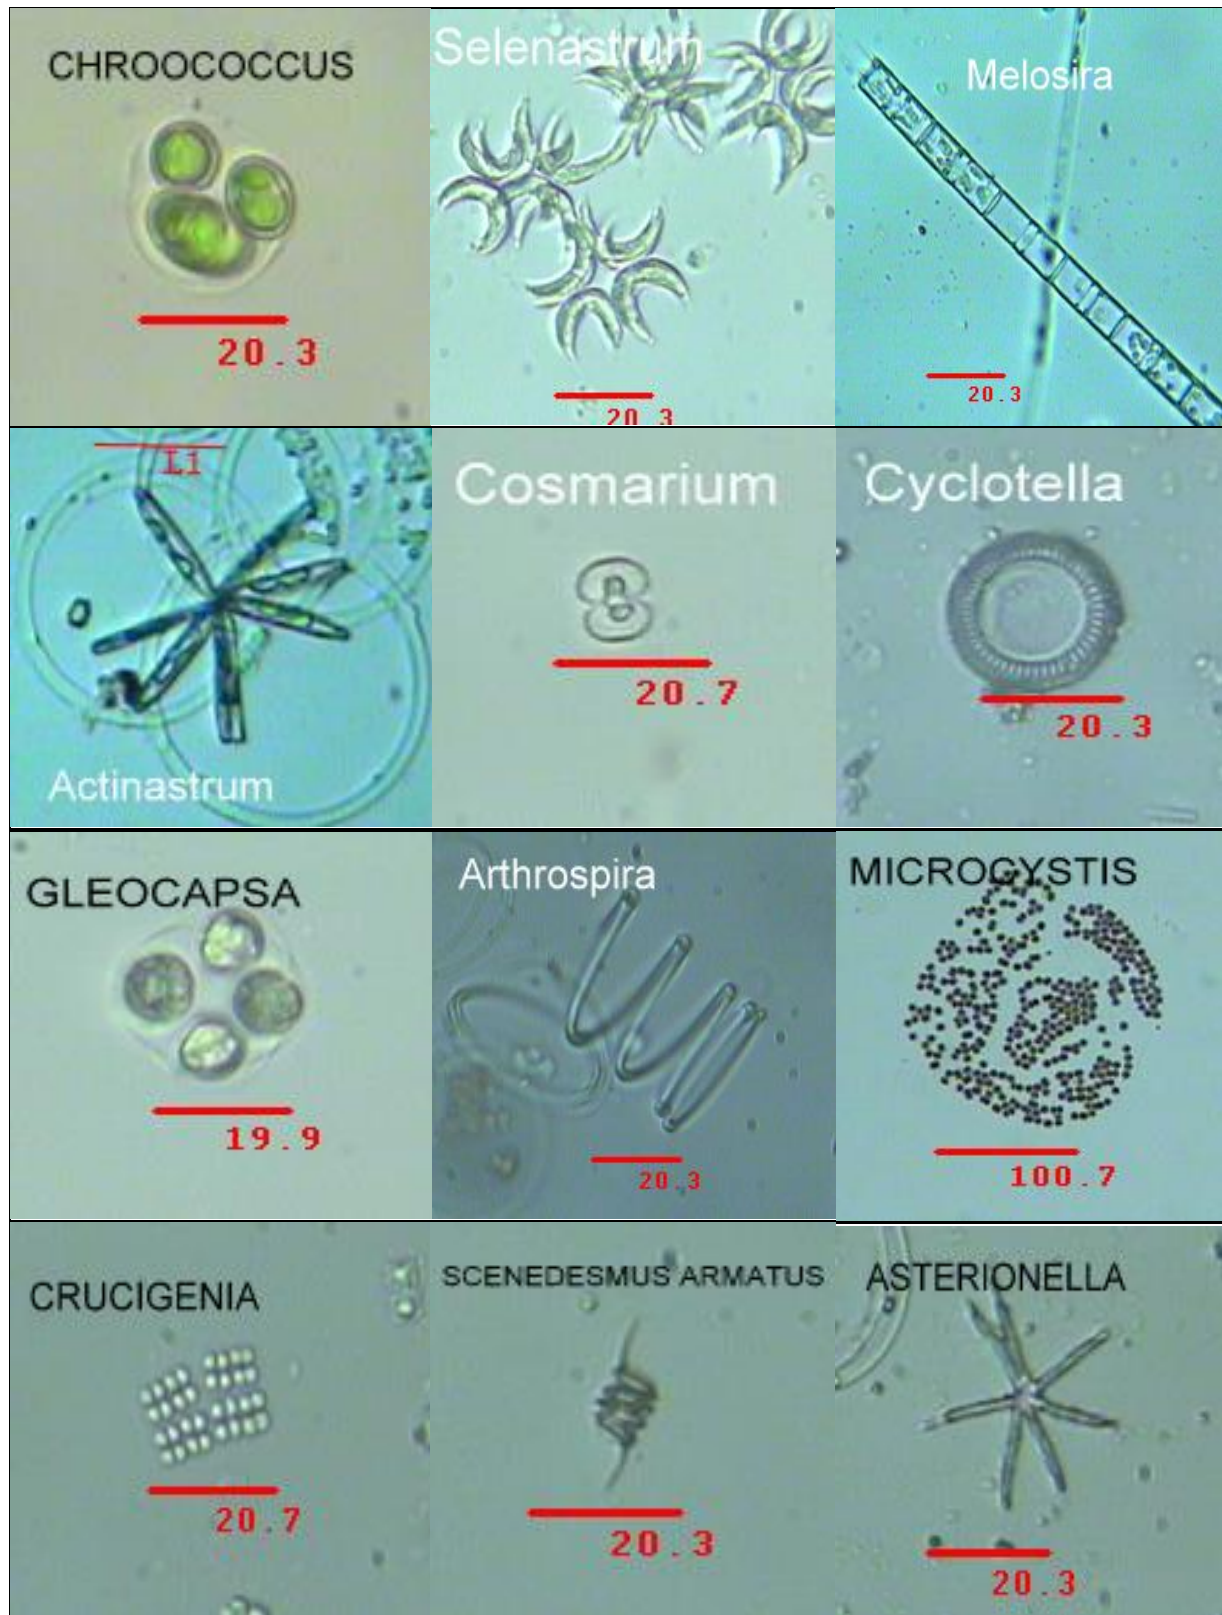 CHROOCOCCUS
20.3
Selenastrum
20.3
Melosira
20.3
L1
Actinastrum
Cosmarium
20.7
Cyclotella
20.3
GLEOCAPSA
19.9
Arthrospira
20.3
MICROCYSTIS
100.7
CRUCIGENIA
20.7
SCENEDESMUS ARMATUS
20.3
ASTERIONELLA
20.3